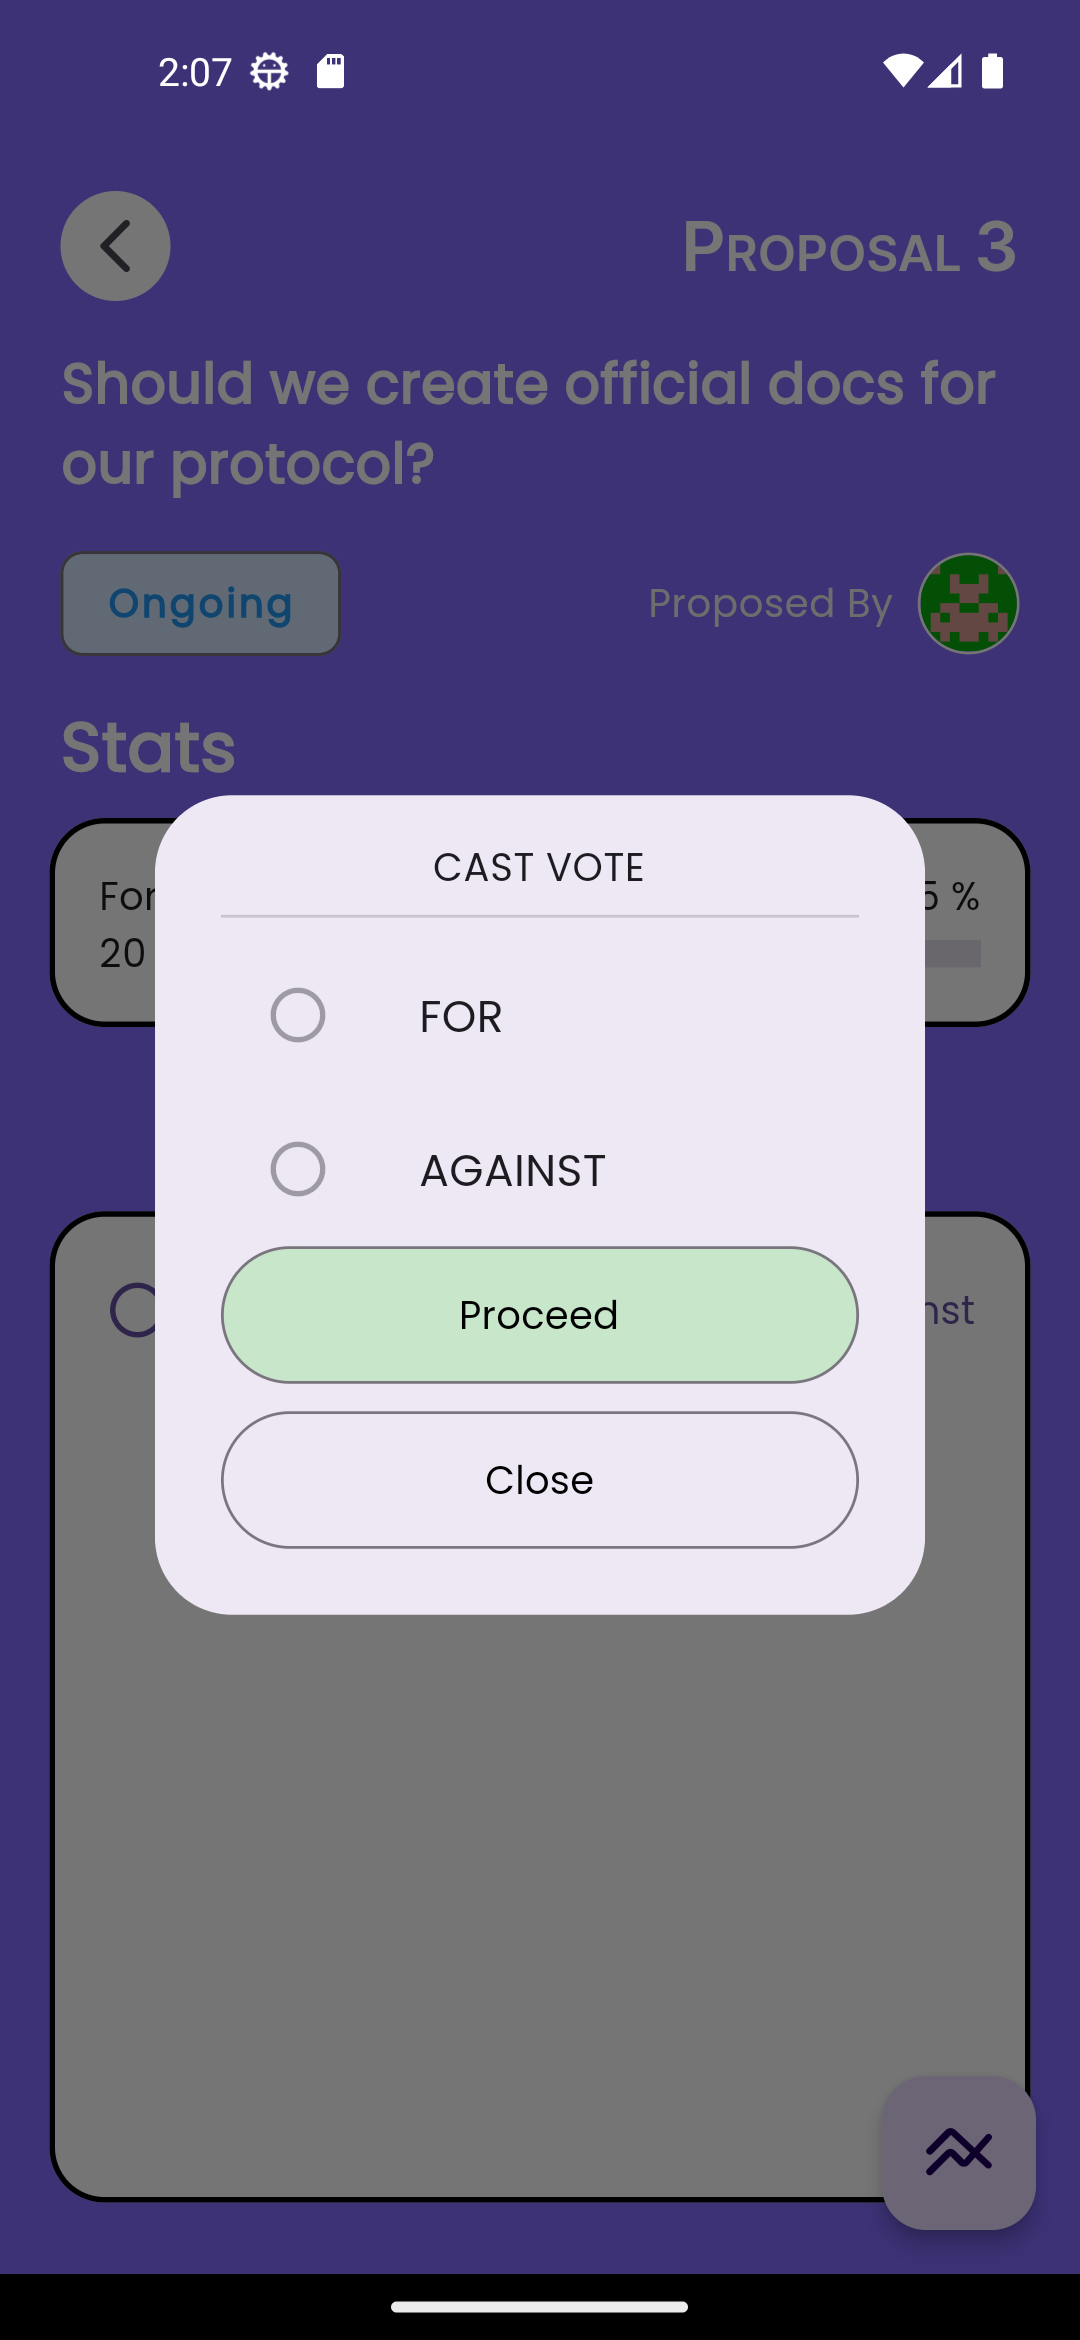 2:07
PROPOSAL 3
Should we create official docs for
our protocol?
Ongoing
Proposed By
Stats
CAST VOTE
For
5 %
20
FOR
AGAINST
Proceed
Close